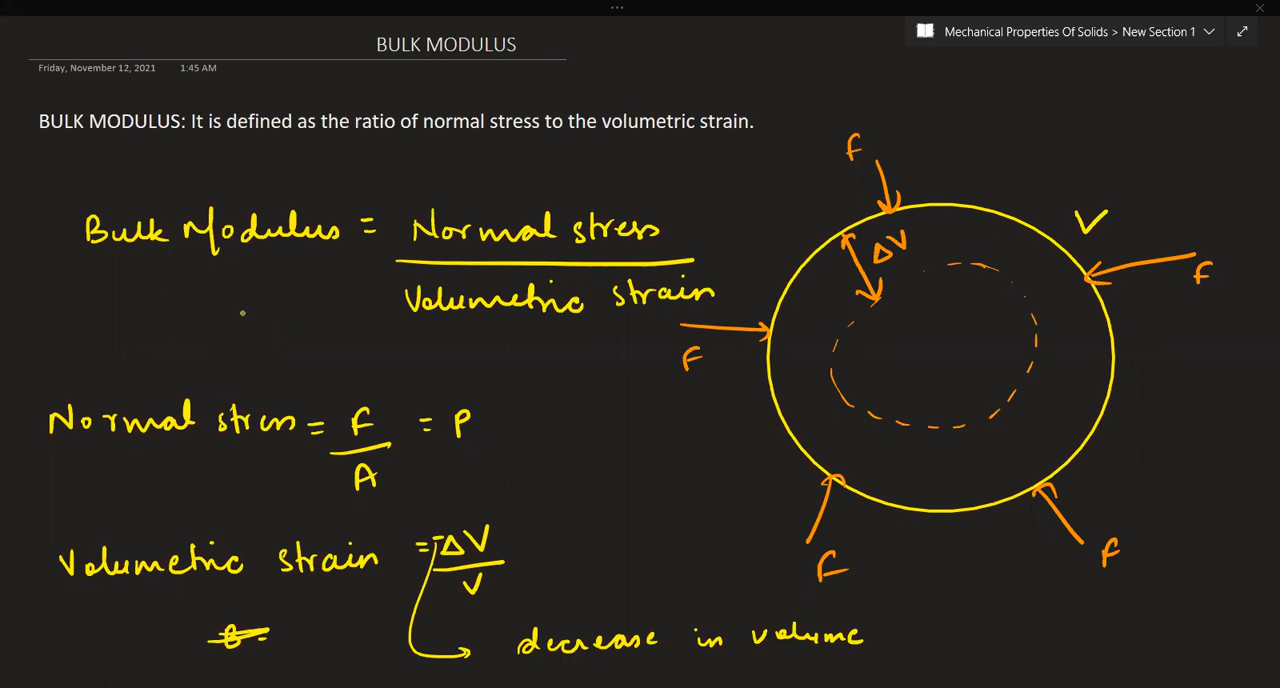 Mechanical Properties Of Solids > New Section 1
BULK MODULUS
Friday, November 12, 2021 1:45 AM
BULK MODULUS: It is defined as the ratio of normal stress to the volumetric strain.
Bulk Modulus = Normal stress
Volumetric strain
F
V
ΔV
F
F
Normal stress = F = P
A
Volumetric strain = -ΔV
V
F
F
decrease in volume